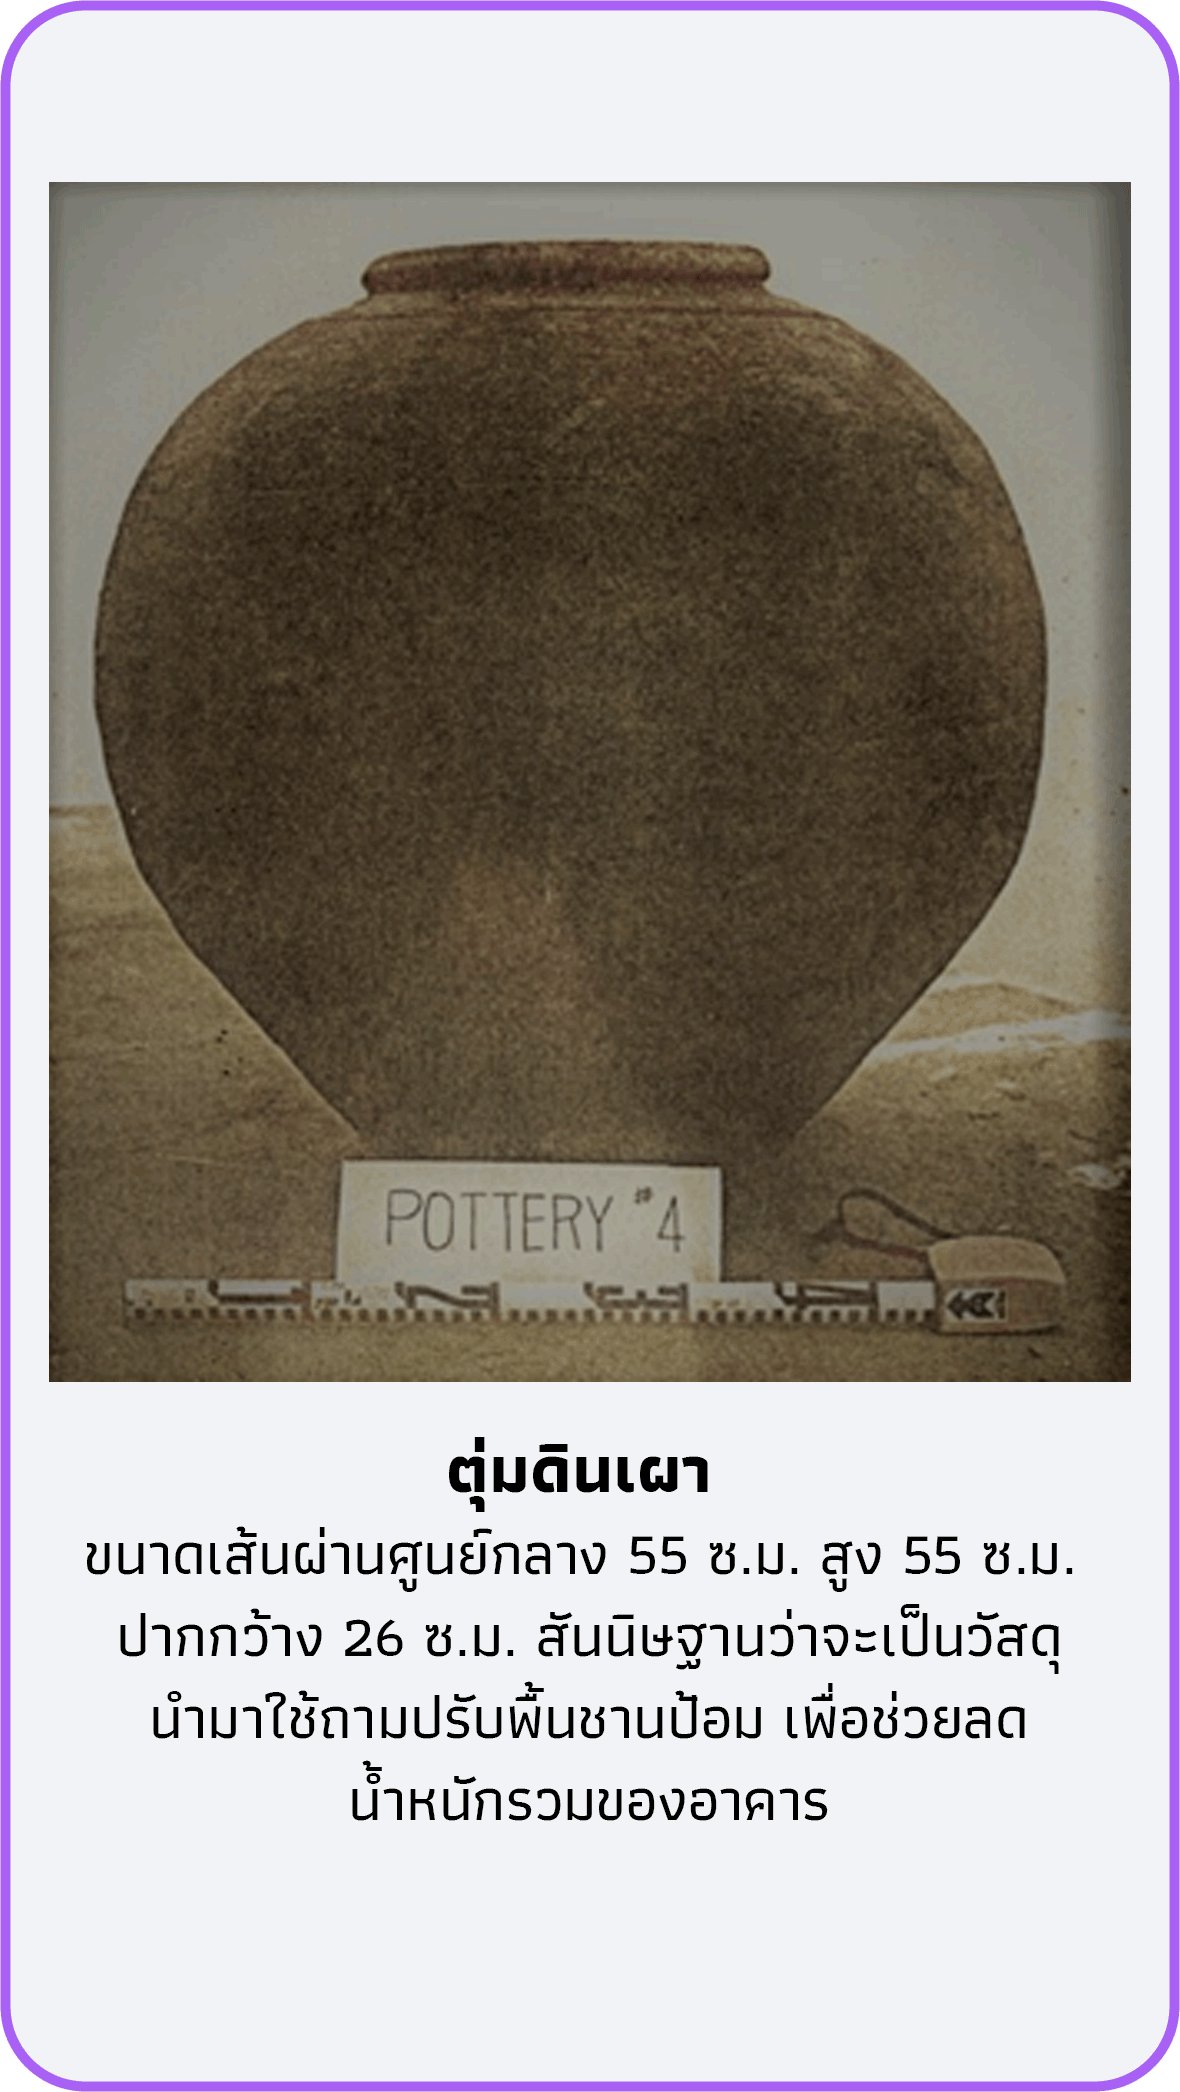 POTTERY #4
1 2 3 4
ตุ่มดินเผา
ขนาดเส้นผ่านศูนย์กลาง 55 ซ.ม. สูง 55 ซ.ม.
ปากกว้าง 26 ซ.ม. สันนิษฐานว่าจะเป็นวัสดุ
นำมาใช้ถามปรับพื้นชานป้อม เพื่อช่วยลด
น้ำหนักรวมของอาคาร